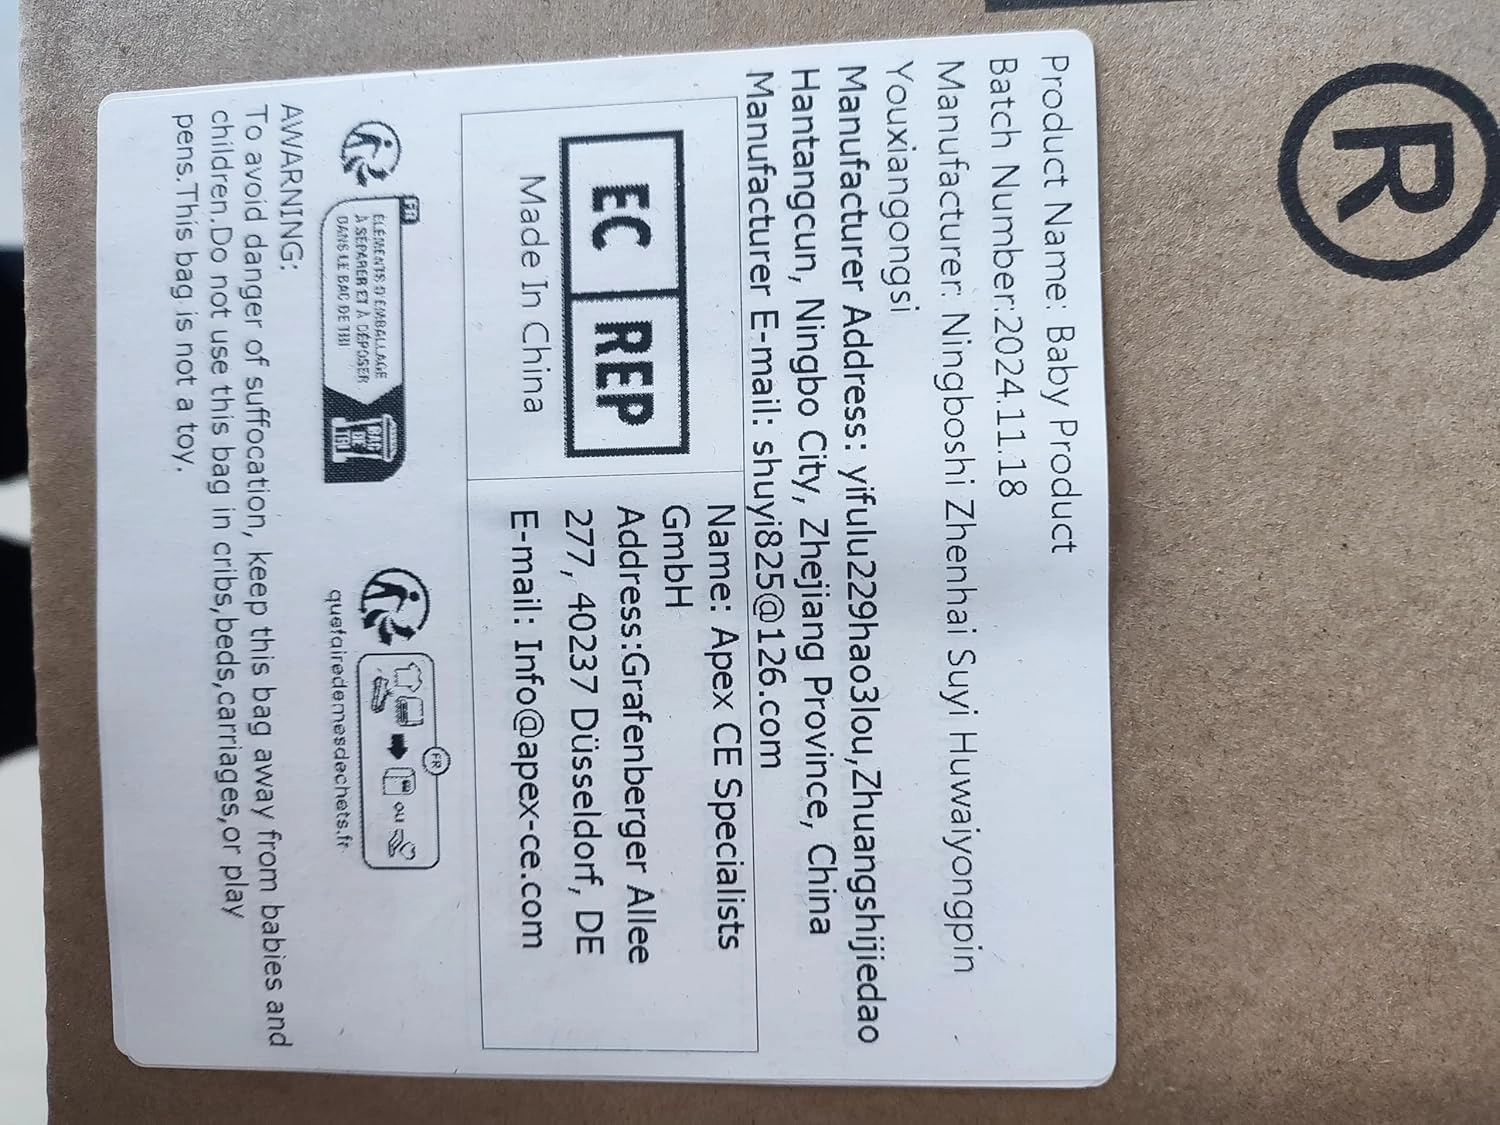 ®
Product Name: Baby Product
Batch Number:2024.11.18
Manufacturer: Ningboshi Zhenhai Suyi Huwaiyongpin
Youxiangongsi
Manufacturer Address: yifulu229hao3lou,Zhuangshijiedao
Hantangcun, Ningbo City, Zhejiang Province, China
Manufacturer E-mail: shuyi825@126.com
EC REP
Made In China
Name: Apex CE Specialists
GmbH
Address:Grafenberger Allee
277, 40237 Düsseldorf, DE
E-mail: Info@apex-ce.com
FR
ÉLÉMENTS D'EMBALLAGE
À SÉPARER ET À DÉPOSER
DANS LE BAC DE TRI
BAC
DE
TRI
FR
ou
quefairedemesdechets.fr
AWARNING:
To avoid danger of suffocation, keep this bag away from babies and
children.Do not use this bag in cribs,beds,carriages,or play
pens.This bag is not a toy.